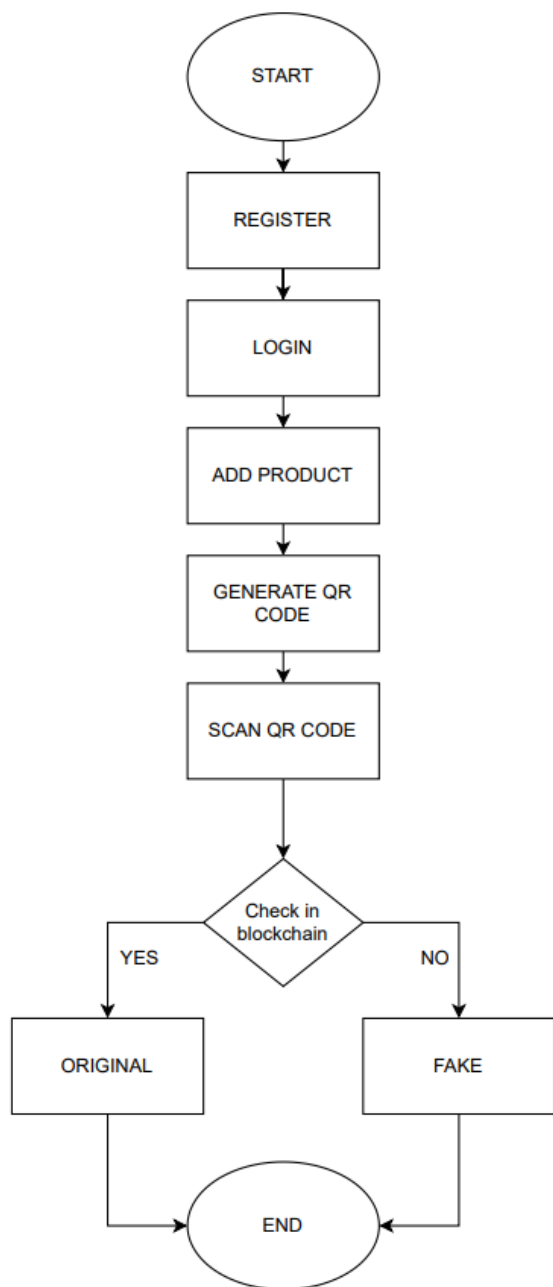 START
REGISTER
LOGIN
ADD PRODUCT
GENERATE QR
CODE
SCAN QR CODE
Check in
blockchain
YES
NO
ORIGINAL
FAKE
END